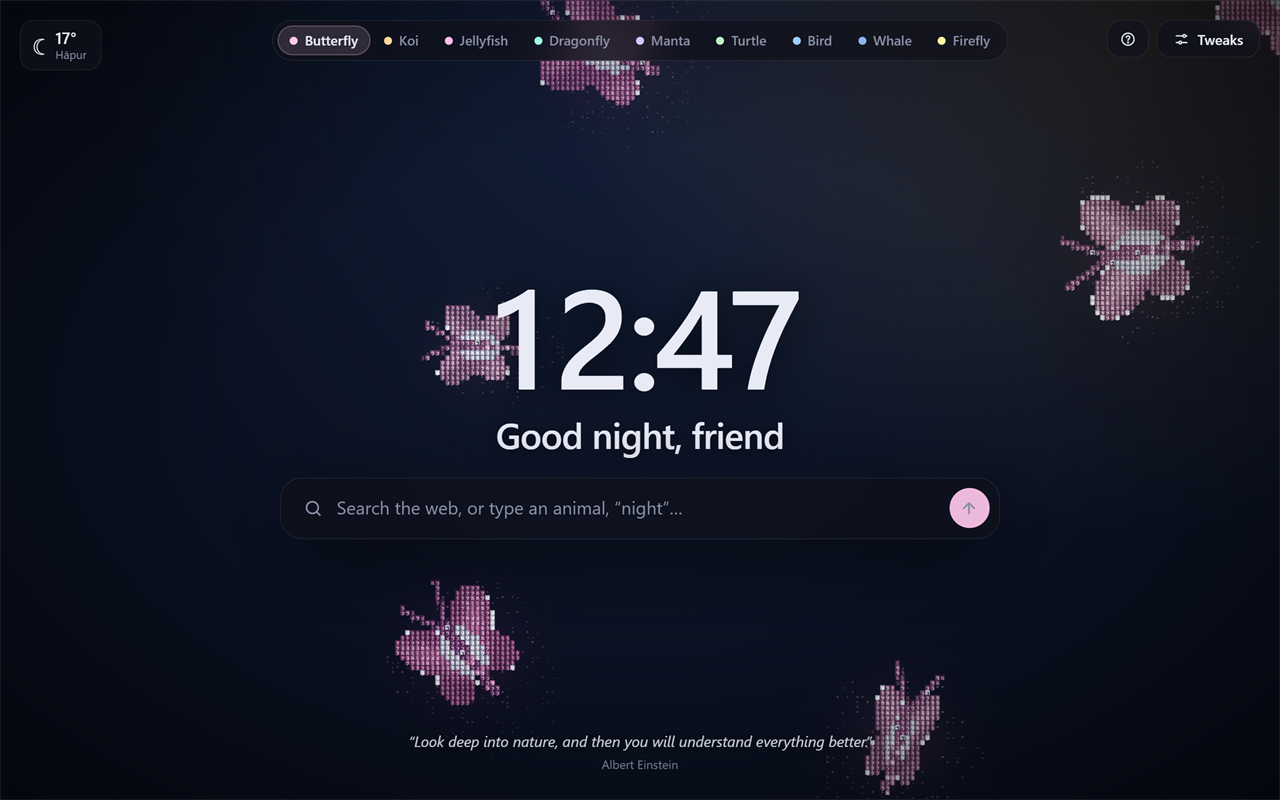 17°
Hāpur
Butterfly
Koi
Jellyfish
Dragonfly
Manta
Turtle
Bird
Whale
Firefly
Tweaks
12:47
Good night, friend
Search the web, or type an animal, “night”…
“Look deep into nature, and then you will understand everything better.”
Albert Einstein